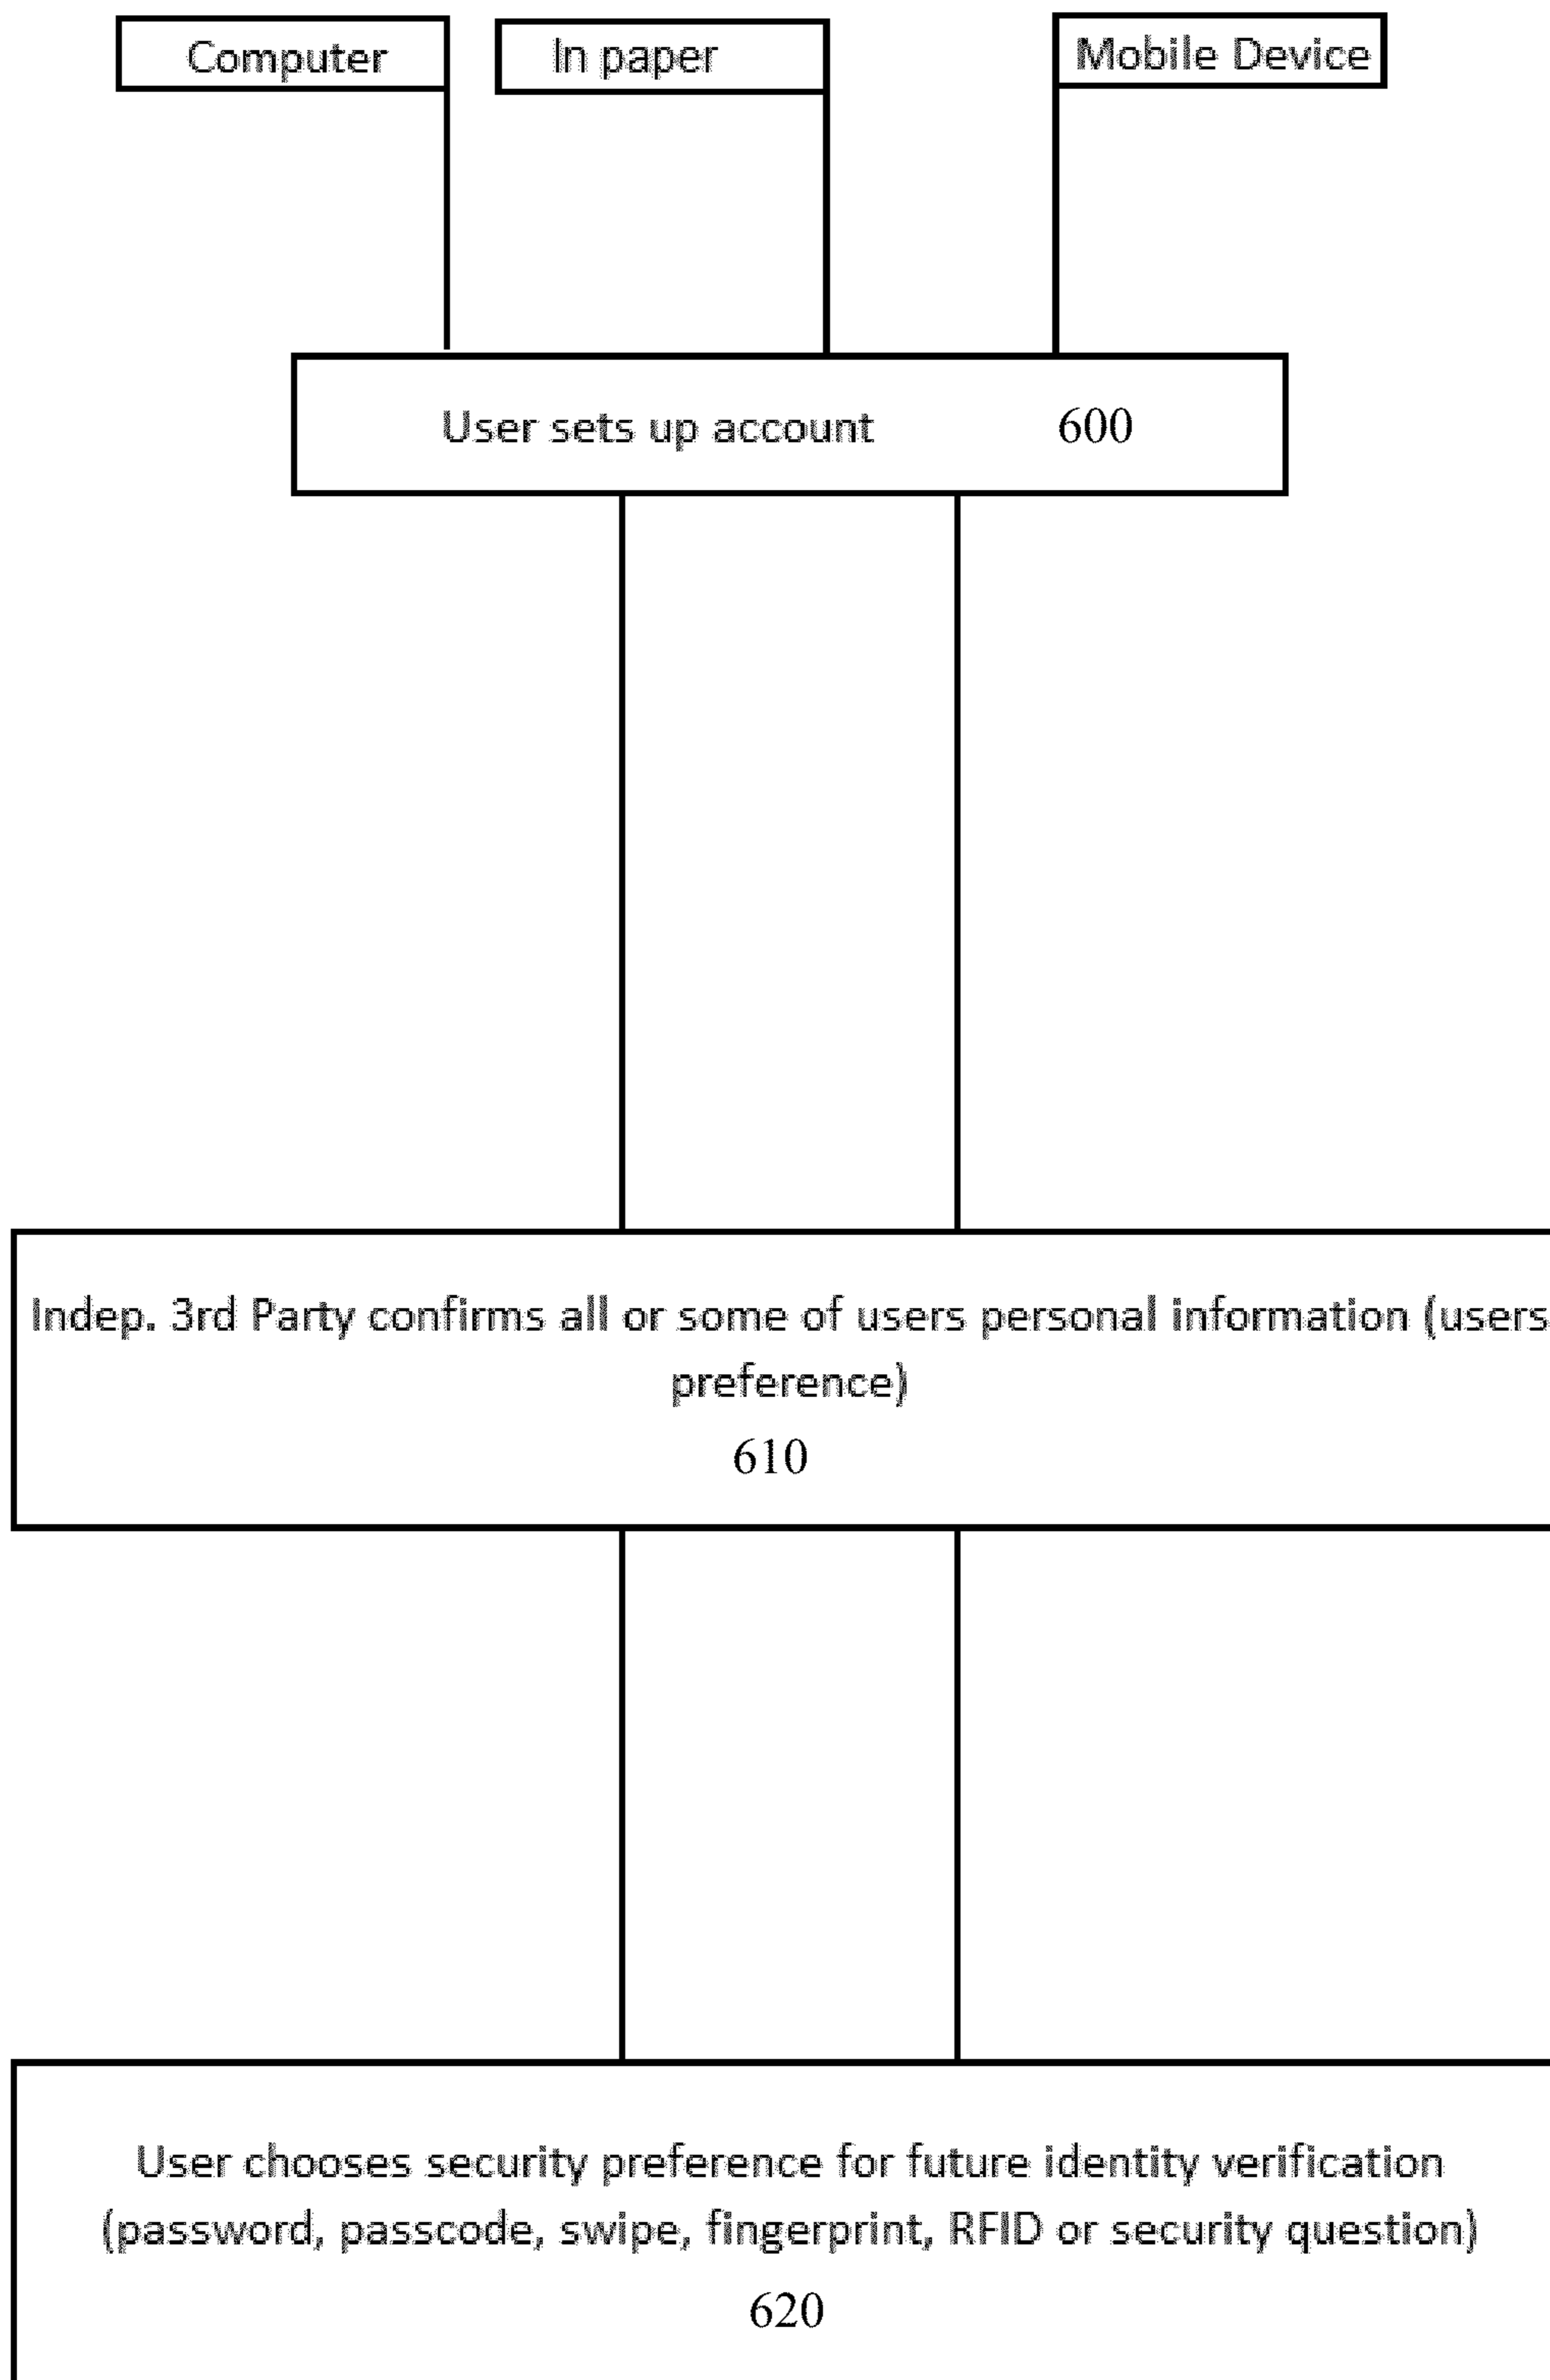 Computer
In paper
Mobile Device
User sets up account 600
Indep. 3rd Party confirms all or some of users personal information (users
preference)
610
User chooses security preference for future identity verification
(password, passcode, swipe, fingerprint, RFID or security question)
620